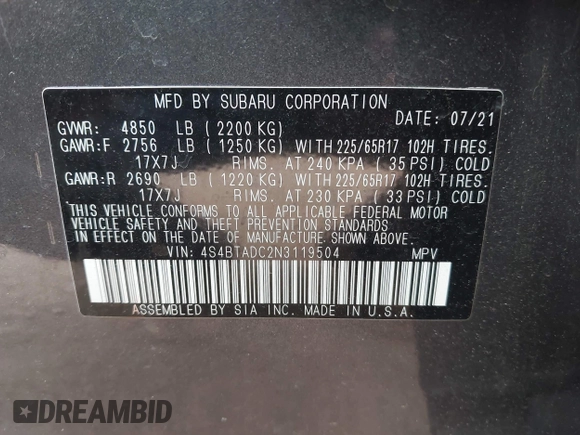 MFD BY SUBARU CORPORATION
DATE: 07/21
GVWR: 4850 LB (2200 KG)
GAWR:F. 2756 LB (1250 KG) WITH 225/65R17 102H TIRES.
17X7J RIMS. AT 240 KPA (35 PSI) COLD
GAWR:R 2690 LB (1220 KG) WITH 225/65R17 102H TIRES.
17X7J RIMS. AT 230 KPA (33 PSI) COLD
THIS VEHICLE CONFORMS TO ALL APPLICABLE FEDERAL MOTOR
VEHICLE SAFETY AND THEFT PREVENTION STANDARDS
IN EFFECT ON THE DATE OF MANUFACTURE SHOWN ABOVE.
VIN: 4S4BTADC2N3119504 MPV
ASSEMBLED BY SIA INC. MADE IN U.S.A.
DREAMBID